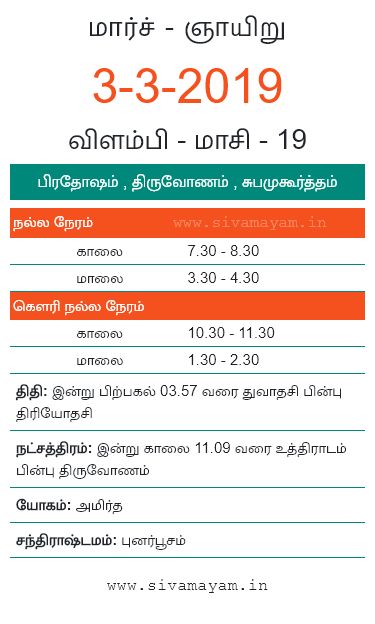 மார்ச் - ஞாயிறு
3-3-2019
விளம்பி - மாசி - 19
பிரதோஷம் , திருவோணம் , சுபமுகூர்த்தம்
நல்ல நேரம் www.sivamayam.in
காலை 7.30 - 8.30
மாலை 3.30 - 4.30
கௌரி நல்ல நேரம்
காலை 10.30 - 11.30
மாலை 1.30 - 2.30
திதி: இன்று பிற்பகல் 03.57 வரை துவாதசி பின்பு
திரியோதசி
நட்சத்திரம்: இன்று காலை 11.09 வரை உத்திராடம்
பின்பு திருவோணம்
யோகம்: அமிர்த
சந்திராஷ்டமம்: புனர்பூசம்
www.sivamayam.in